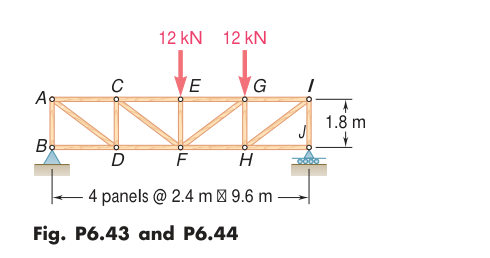 12 kN 12 kN
A C E G I
1.8 m
J
B D F H
4 panels @ 2.4 m ⊠ 9.6 m
Fig. P6.43 and P6.44